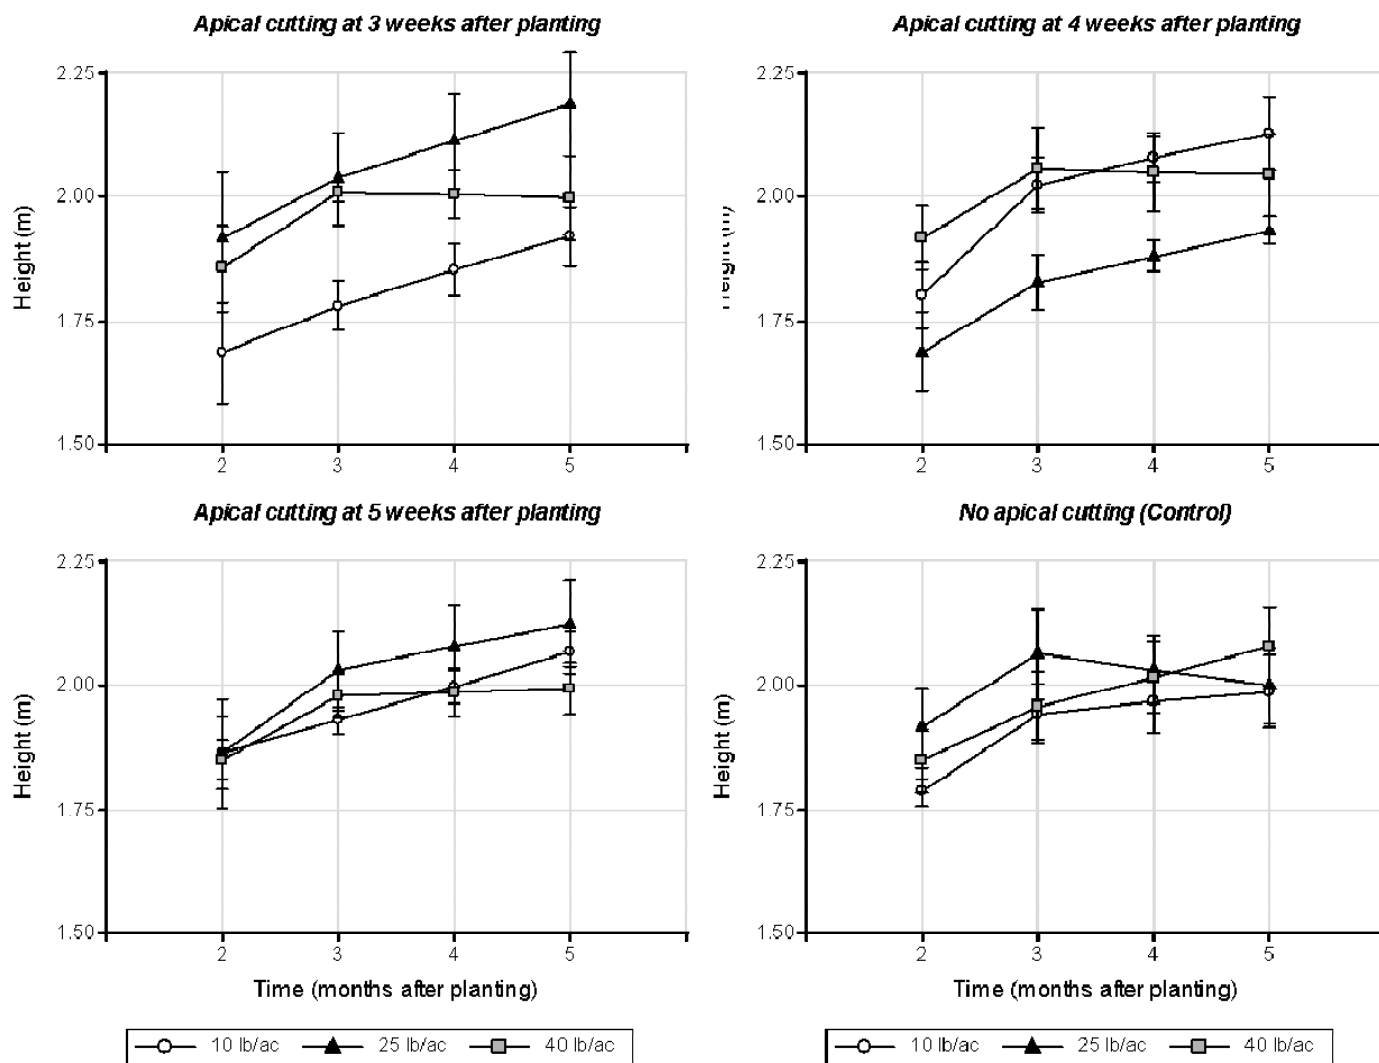 Apical cutting at 3 weeks after planting
Height (m)
2.25
2.00
1.75
1.50
2 3 4 5
Apical cutting at 4 weeks after planting
Height (m)
2.25
2.00
1.75
1.50
2 3 4 5
Apical cutting at 5 weeks after planting
Height (m)
2.25
2.00
1.75
1.50
2 3 4 5
Time (months after planting)
10 lb/ac 25 lb/ac 40 lb/ac
No apical cutting (Control)
Height (m)
2.25
2.00
1.75
1.50
2 3 4 5
Time (months after planting)
10 lb/ac 25 lb/ac 40 lb/ac